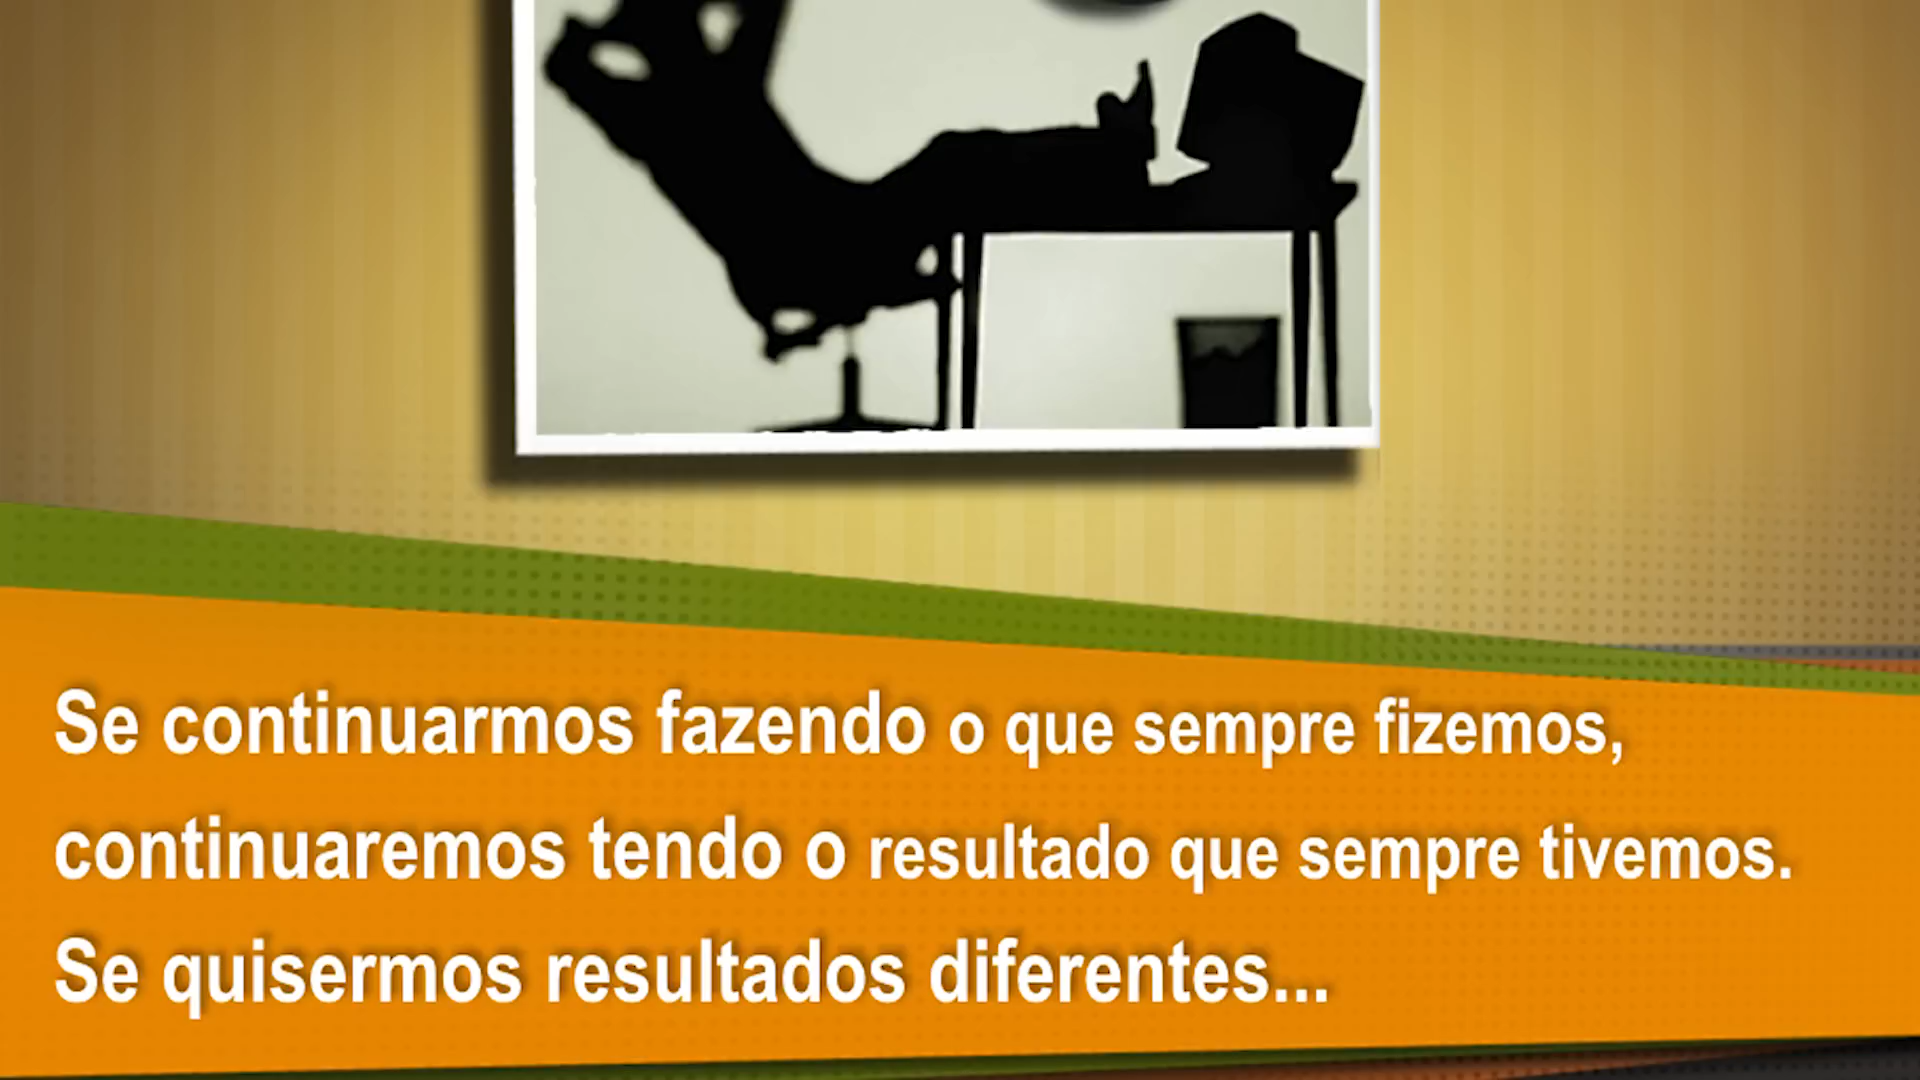 Se continuarmos fazendo o que sempre fizemos,
continuaremos tendo o resultado que sempre tivemos.
Se quisermos resultados diferentes...